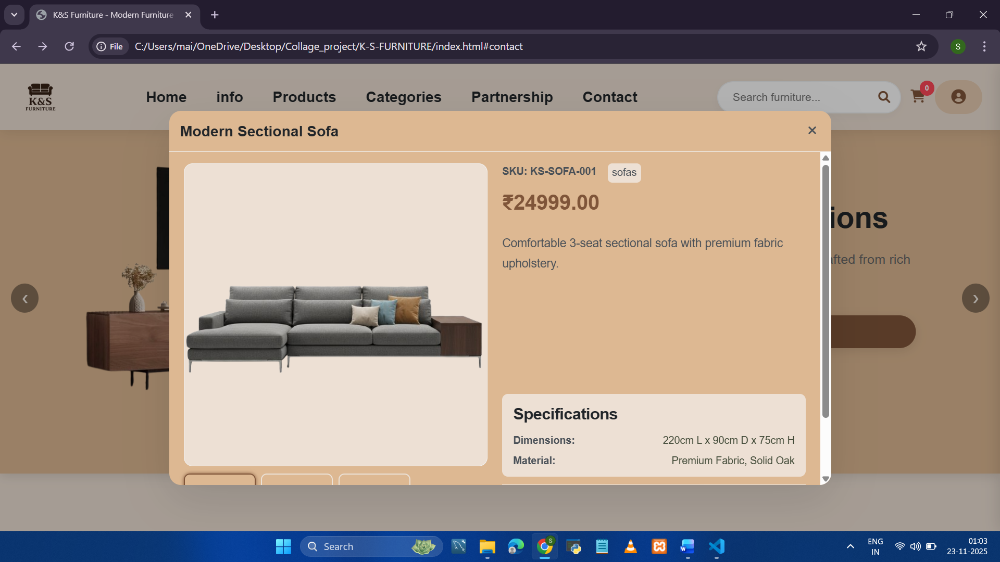 K&S Furniture - Modern Furniture
File
C:/Users/mai/OneDrive/Desktop/Collage_project/K-S-FURNITURE/index.html#contact
S
K&S
FURNITURE
Home
info
Products
Categories
Partnership
Contact
Search furniture...
0
Modern Sectional Sofa
SKU: KS-SOFA-001
sofas
₹24999.00
Comfortable 3-seat sectional sofa with premium fabric
upholstery.
ions
fted from rich
Specifications
Dimensions:
220cm L x 90cm D x 75cm H
Material:
Premium Fabric, Solid Oak
Search
S
W
ENG
IN
01:03
23-11-2025